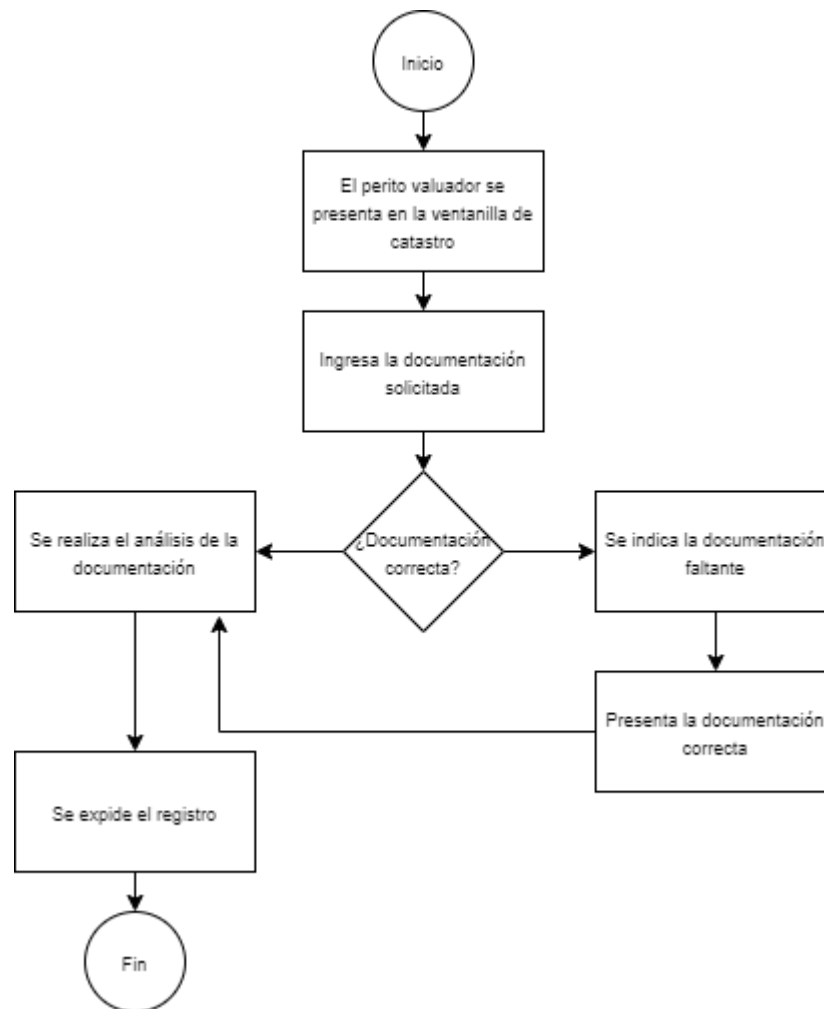 Inicio
El perito valuador se
presenta en la ventanilla de
catastro
Ingresa la documentación
solicitada
¿Documentación
correcta?
Se realiza el análisis de la
documentación
Se indica la documentación
faltante
Presenta la documentación
correcta
Se expide el registro
Fin